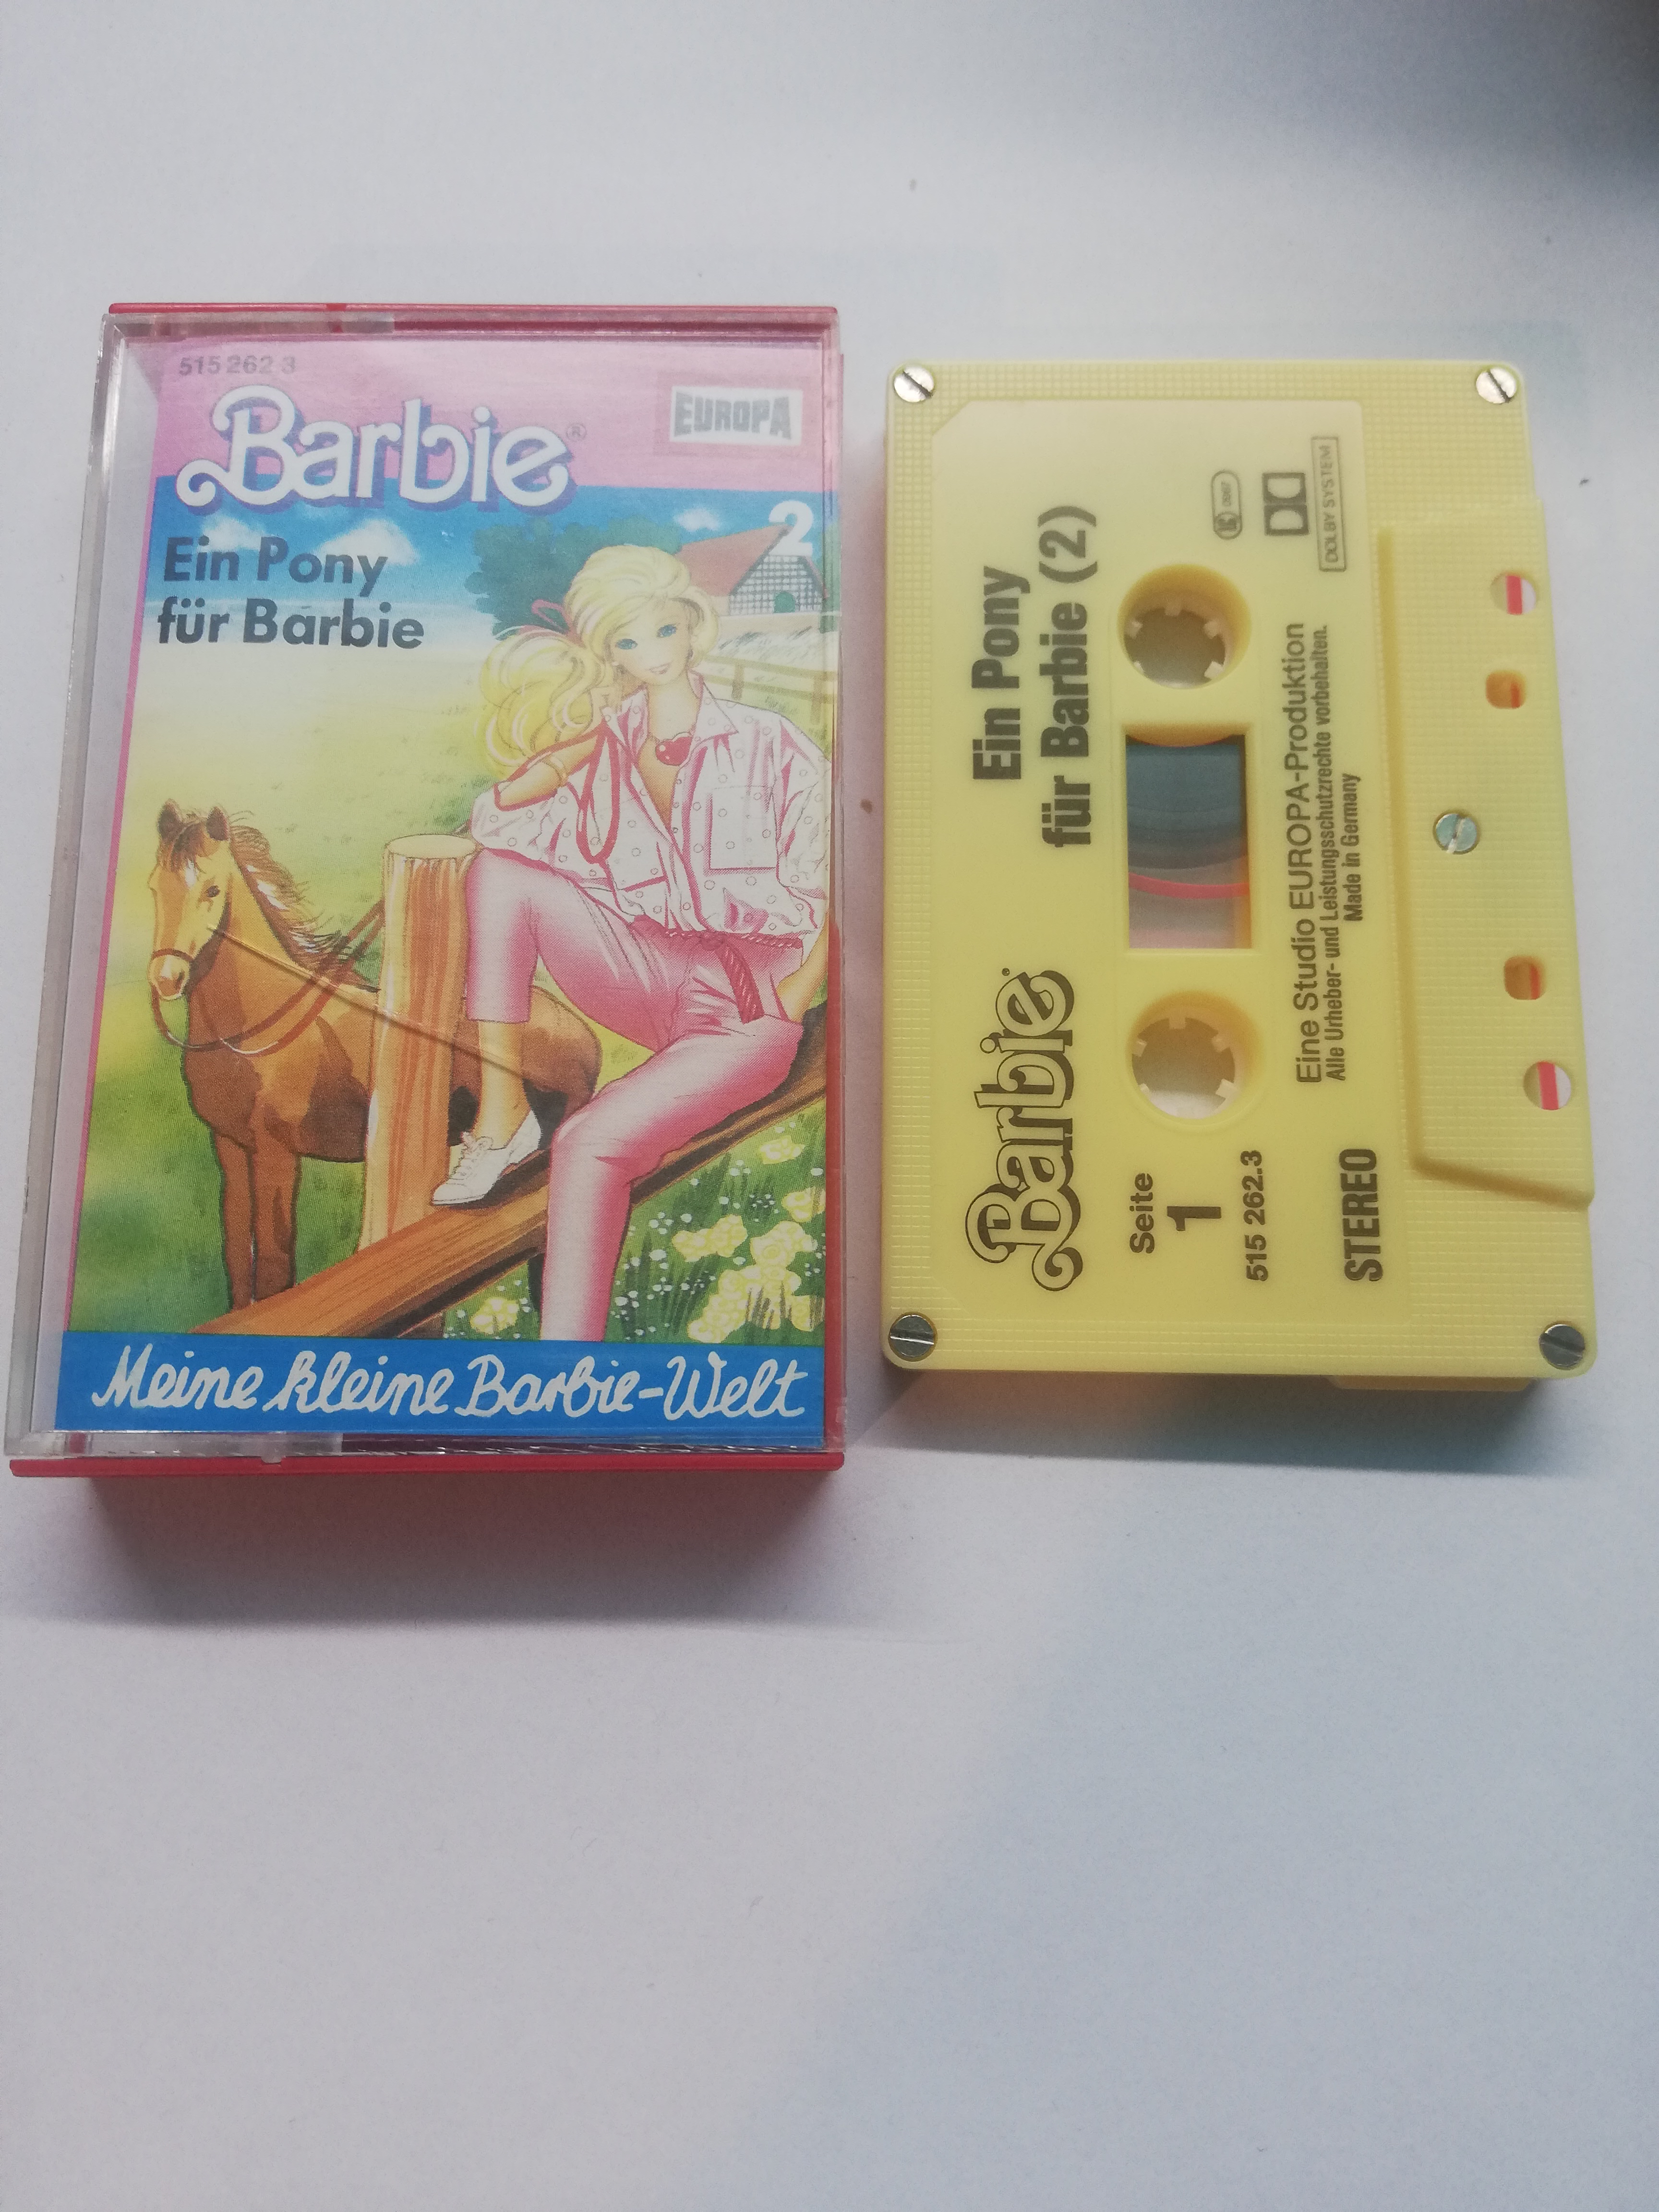 515 262 3
Barbie®
EUROPA
2
Ein Pony
für Barbie
Meine kleine Barbie-Welt
Barbie
Ein Pony
für Barbie (2)
Seite
1
515 262.3
STEREO
Eine Studio EUROPA-Produktion
Alle Urheber- und Leistungsschutzrechte vorbehalten.
Made in Germany
DOLBY SYSTEM